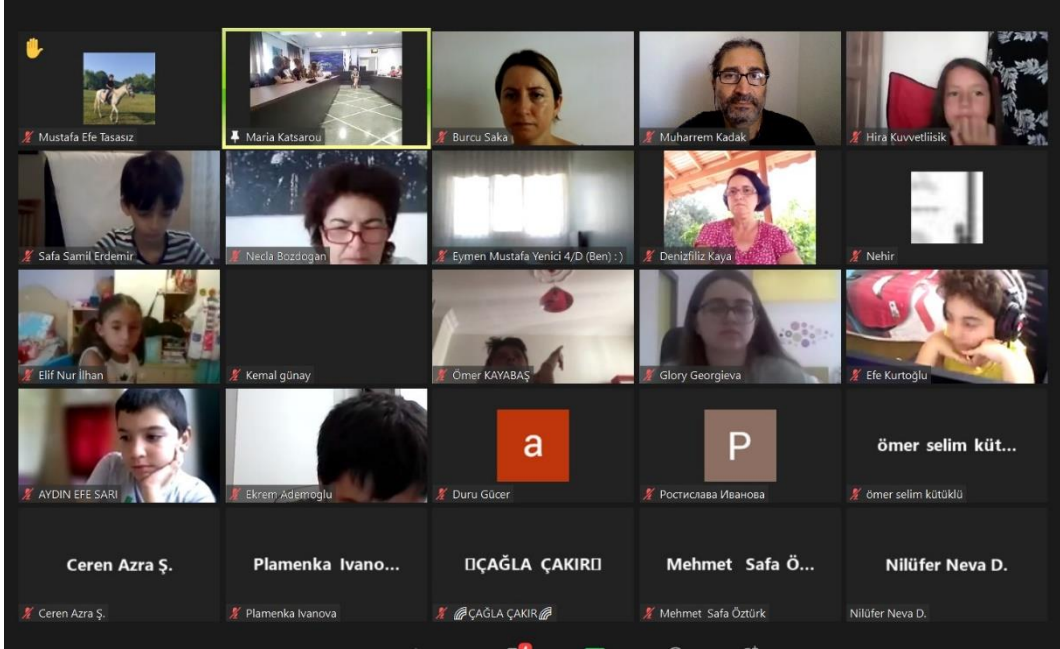 Mustafa Efe Tasasız
Maria Katsarou
Burcu Saka
Muharrem Kadak
Hira Kuvvetliisik
Safa Samil Erdemir
Necla Bozdogan
Eymen Mustafa Yenici 4/D (Ben) : )
Denizfiliz Kaya
Nehir
Elif Nur İlhan
Kemal günay
Ömer KAYABAŞ
Glory Georgieva
Efe Kurtoğlu
AYDIN EFE SARI
Ekrem Ademoglu
a
Duru Gücer
P
Ростислава Иванова
ömer selim küt...
ömer selim kütüklü
Ceren Azra Ş.
Ceren Azra Ş.
Plamenka Ivano...
Plamenka Ivanova
ÇAĞLA ÇAKIR
🌈ÇAĞLA ÇAKIR🌈
Mehmet Safa Ö...
Mehmet Safa Öztürk
Nilüfer Neva D.
Nilüfer Neva D.